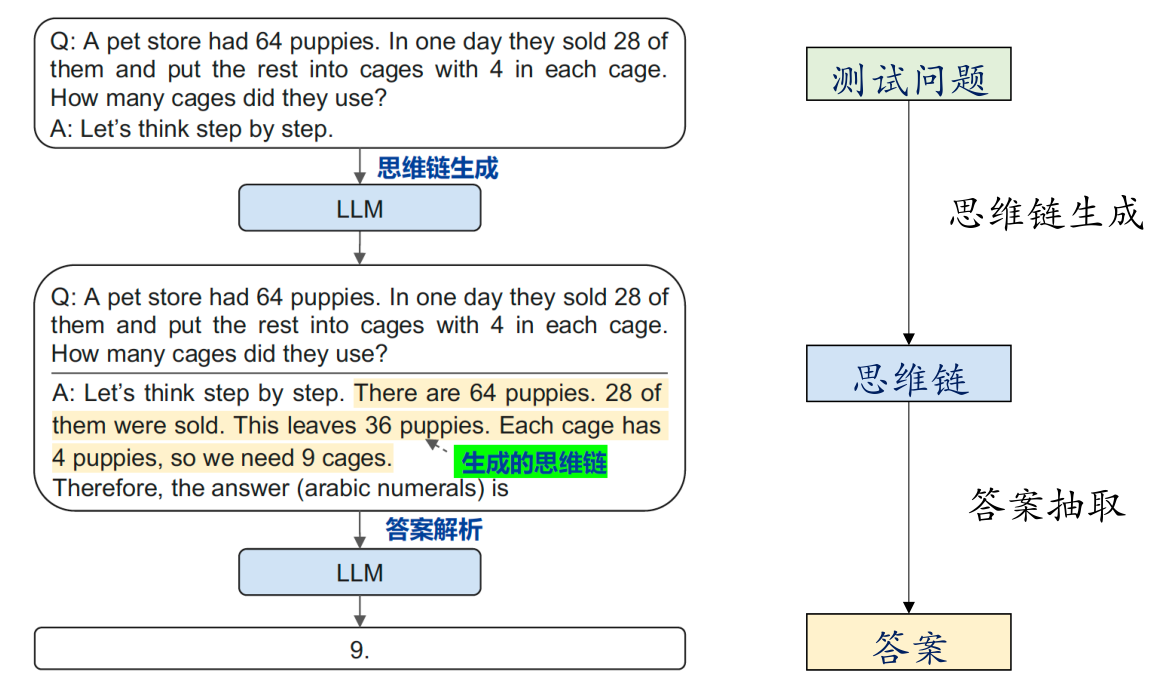 Q: A pet store had 64 puppies. In one day they sold 28 of
them and put the rest into cages with 4 in each cage.
How many cages did they use?
A: Let’s think step by step.
思维链生成
LLM
Q: A pet store had 64 puppies. In one day they sold 28 of
them and put the rest into cages with 4 in each cage.
How many cages did they use?
A: Let’s think step by step. There are 64 puppies. 28 of
them were sold. This leaves 36 puppies. Each cage has
4 puppies, so we need 9 cages.
生成的思维链
Therefore, the answer (arabic numerals) is
答案解析
LLM
9.
测试问题
思维链生成
思维链
答案抽取
答案